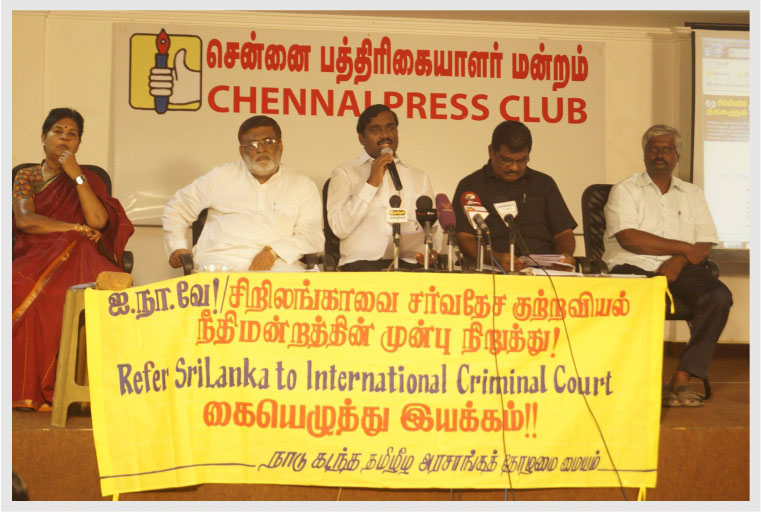 சென்னை பத்திரிகையாளர் மன்றம்
CHENNAI PRESS CLUB
ஐ.நா.வே!/சிறிலங்காவை சர்வதேச குற்றவியல்
நீதிமன்றத்தின் முன்பு நிறுத்து!
Refer SriLanka to International Criminal Court
கையெழுத்து இயக்கம்!!
நாடு கடந்த தமிழீழ அரசாங்கத் தோழமை மையம்